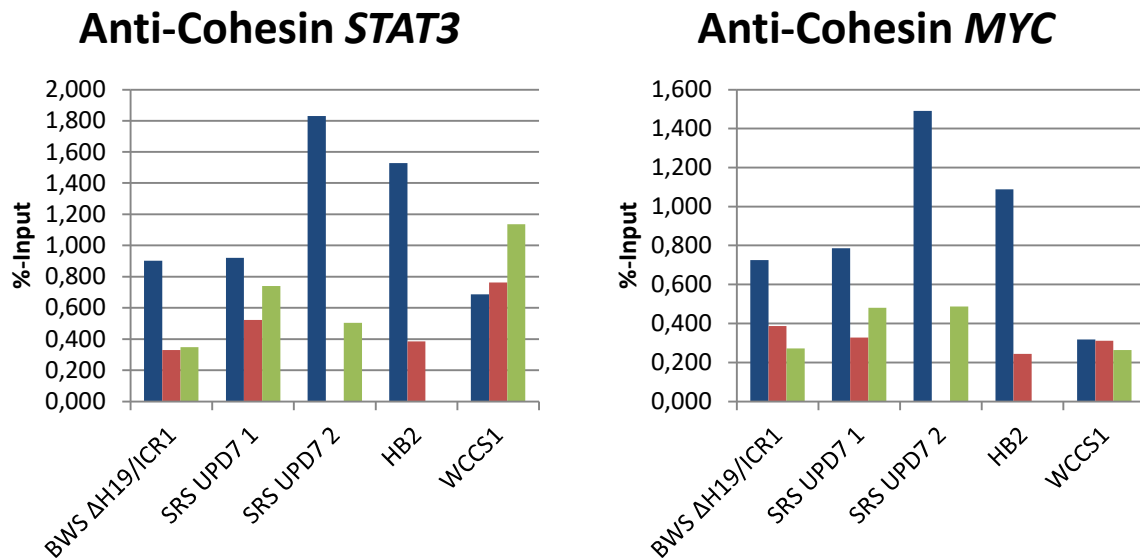 Anti-Cohesin STAT3
%-Input
2,000
1,800
1,600
1,400
1,200
1,000
0,800
0,600
0,400
0,200
0,000
BWS ΔH19/ICR1
SRS UPD7 1
SRS UPD7 2
HB2
WCCS1
Anti-Cohesin MYC
%-Input
1,600
1,400
1,200
1,000
0,800
0,600
0,400
0,200
0,000
BWS ΔH19/ICR1
SRS UPD7 1
SRS UPD7 2
HB2
WCCS1